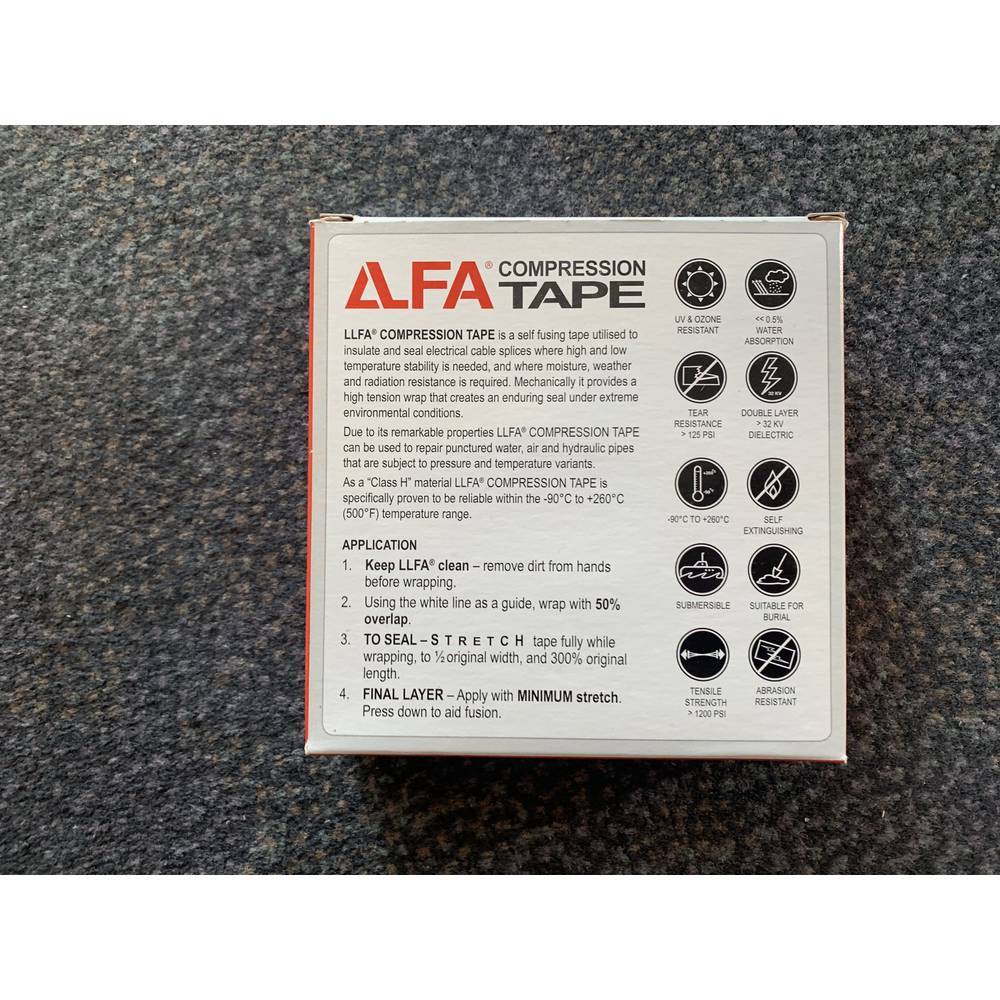 LLFA® COMPRESSION
TAPE
LLFA® COMPRESSION TAPE is a self fusing tape utilised to
insulate and seal electrical cable splices where high and low
temperature stability is needed, and where moisture, weather
and radiation resistance is required. Mechanically it provides a
high tension wrap that creates an enduring seal under extreme
environmental conditions.
Due to its remarkable properties LLFA® COMPRESSION TAPE
can be used to repair punctured water, air and hydraulic pipes
that are subject to pressure and temperature variants.
As a “Class H” material LLFA® COMPRESSION TAPE is
specifically proven to be reliable within the -90°C to +260°C
(500°F) temperature range.
APPLICATION
1. Keep LLFA® clean – remove dirt from hands
before wrapping.
2. Using the white line as a guide, wrap with 50%
overlap.
3. TO SEAL – S T R E T C H tape fully while
wrapping, to ½ original width, and 300% original
length.
4. FINAL LAYER – Apply with MINIMUM stretch.
Press down to aid fusion.
UV & OZONE
RESISTANT
<< 0.5%
WATER
ABSORPTION
TEAR
RESISTANCE
> 125 PSI
32 KV
DOUBLE LAYER
> 32 KV
DIELECTRIC
-90°C TO +260°C
SELF
EXTINGUISHING
SUBMERSIBLE
SUITABLE FOR
BURIAL
TENSILE
STRENGTH
> 1200 PSI
ABRASION
RESISTANT